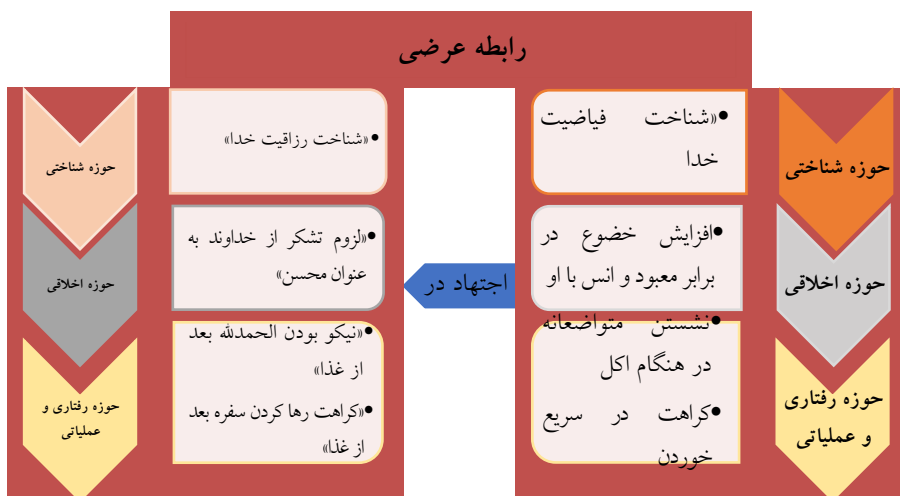 رابطه عرضی
حوزه شناختی
•«شناخت فیاضیت
خدا
حوزه اخلاقی
•افزایش خضوع در
برابر معبود و انس با او
حوزه رفتاری
و عملیاتی
•نشستن متواضعانه
در هنگام اکل
•کراهت در سریع
خوردن
اجتهاد در
حوزه شناختی
•«شناخت رزاقیت خدا»
حوزه اخلاقی
•«لزوم تشکر از خداوند به
عنوان محسن»
حوزه رفتاری و
عملیاتی
•«نیکو بودن الحمدلله بعد
از غذا»
•«کراهت رها کردن سفره بعد
از غذا»